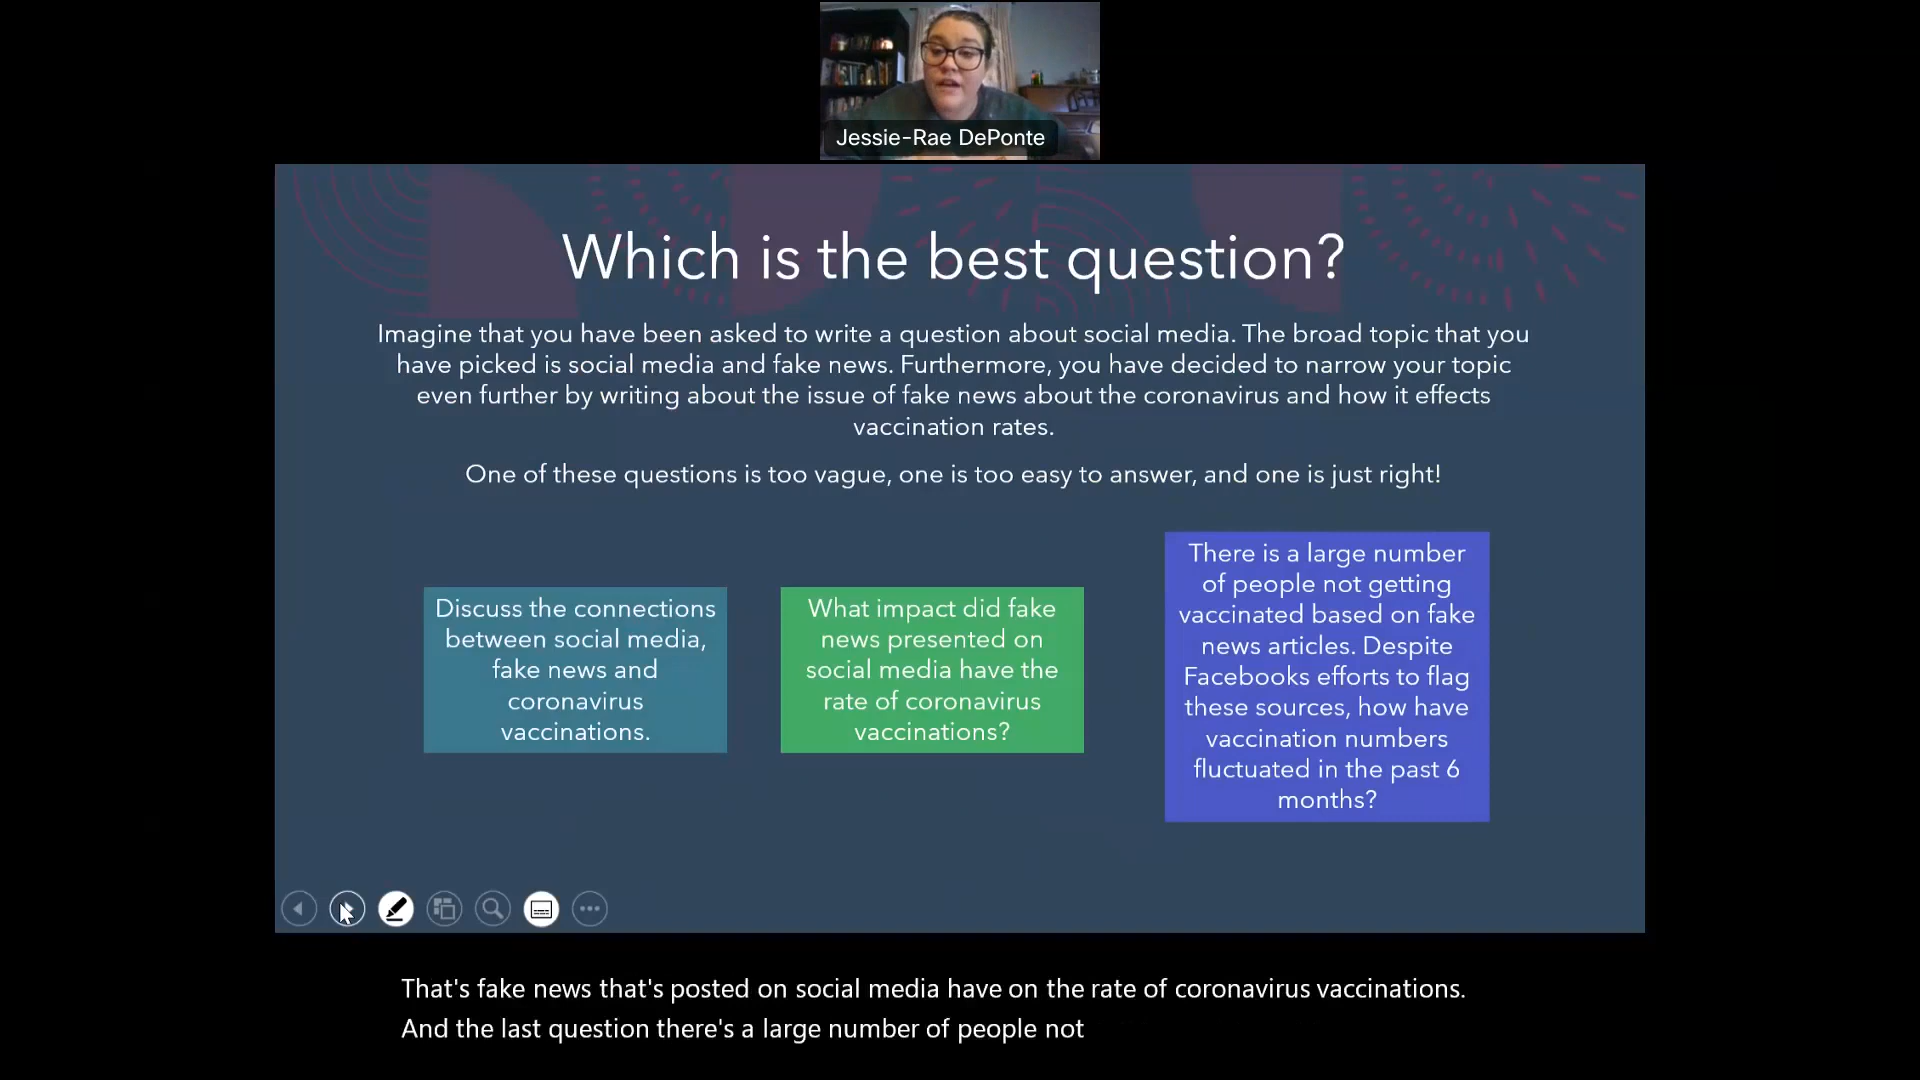 Jessie-Rae DePonte
Which is the best question?
Imagine that you have been asked to write a question about social media. The broad topic that you
have picked is social media and fake news. Furthermore, you have decided to narrow your topic
even further by writing about the issue of fake news about the coronavirus and how it effects
vaccination rates.
One of these questions is too vague, one is too easy to answer, and one is just right!
Discuss the connections
between social media,
fake news and
coronavirus
vaccinations.
What impact did fake
news presented on
social media have the
rate of coronavirus
vaccinations?
There is a large number
of people not getting
vaccinated based on fake
news articles. Despite
Facebooks efforts to flag
these sources, how have
vaccination numbers
fluctuated in the past 6
months?
That's fake news that's posted on social media have on the rate of coronavirus vaccinations.
And the last question there's a large number of people not